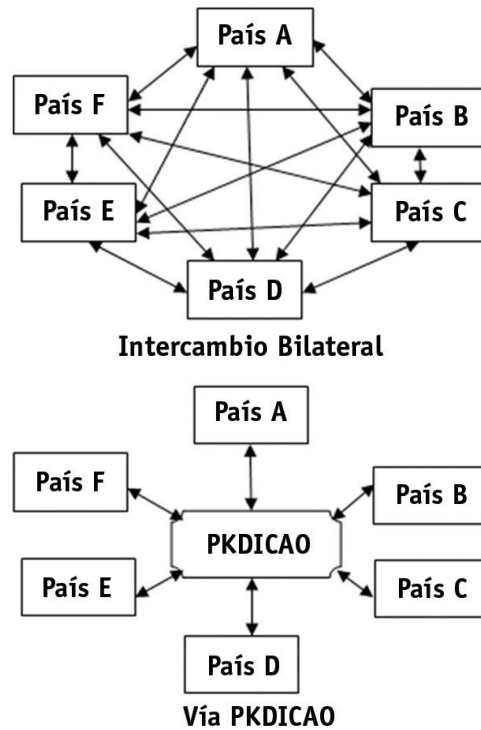 País A
País F
País B
País E
País C
País D
Intercambio Bilateral
País A
País F
País B
PKDICAO
País E
País C
País D
Vía PKDICAO